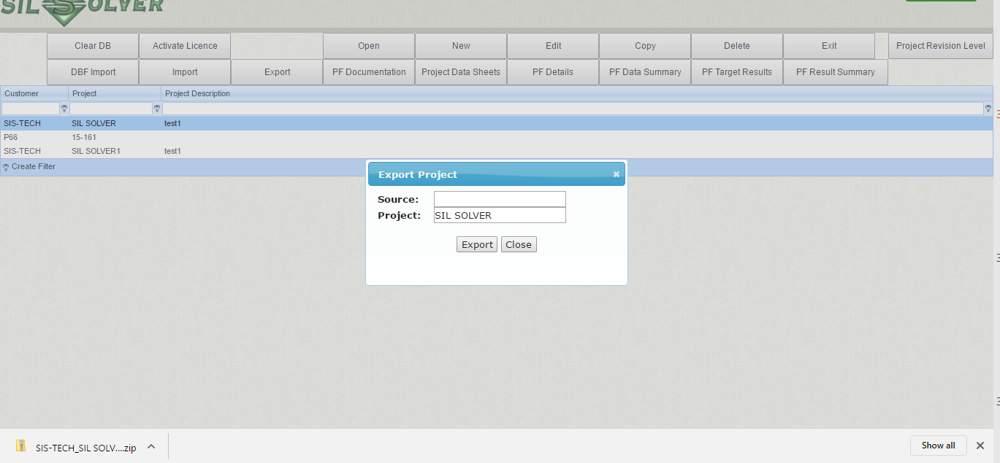 SIL SOLVER
Clear DB Activate Licence Open New Edit Copy Delete Exit Project Revision Level
DBF Import Import Export PF Documentation Project Data Sheets PF Details PF Data Summary PF Target Results PF Result Summary
Customer Project Project Description
SIS-TECH SIL SOLVER test1
P66 15-161
SIS-TECH SIL SOLVER1 test1
Create Filter
Export Project
Source:
Project: SIL SOLVER
Export Close
SIS-TECH_SIL SOLV....zip Show all